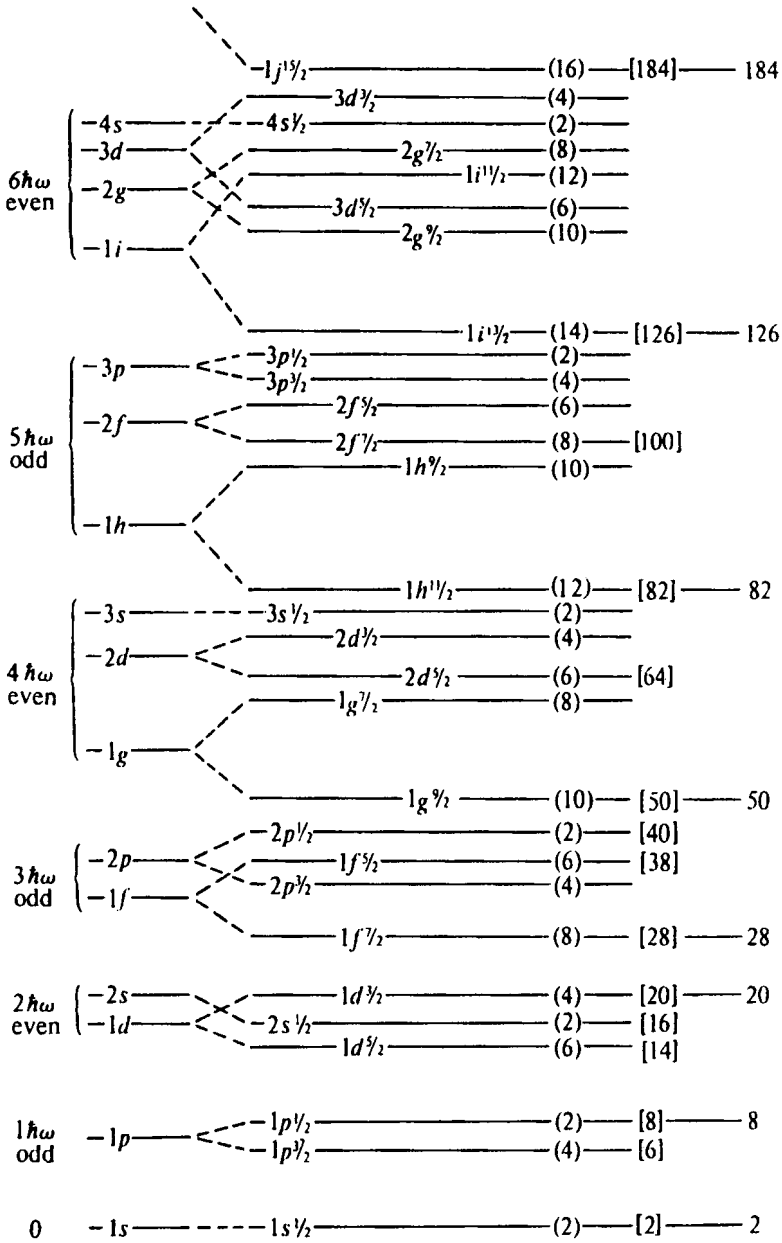 1j15/2 (16) [184] 184
3d3/2 (4)
4s 4s1/2 (2)
3d 2g7/2 (8)
6ħω even 1i11/2 (12)
2g 3d5/2 (6)
2g9/2 (10)
1i
1i13/2 (14) [126] 126
3p 3p1/2 (2)
3p3/2 (4)
2f 2f5/2 (6)
5ħω odd 2f7/2 (8) [100]
1h9/2 (10)
1h
1h11/2 (12) [82] 82
3s 3s1/2 (2)
2d 2d3/2 (4)
4ħω even 2d5/2 (6) [64]
1g7/2 (8)
1g
1g9/2 (10) [50] 50
2p1/2 (2) [40]
2p 1f5/2 (6) [38]
3ħω odd 2p3/2 (4)
1f
1f7/2 (8) [28] 28
2s 1d3/2 (4) [20] 20
2ħω even 1d 2s1/2 (2) [16]
1d5/2 (6) [14]
1p1/2 (2) [8] 8
1ħω odd 1p
1p3/2 (4) [6]
0 1s 1s1/2 (2) [2] 2